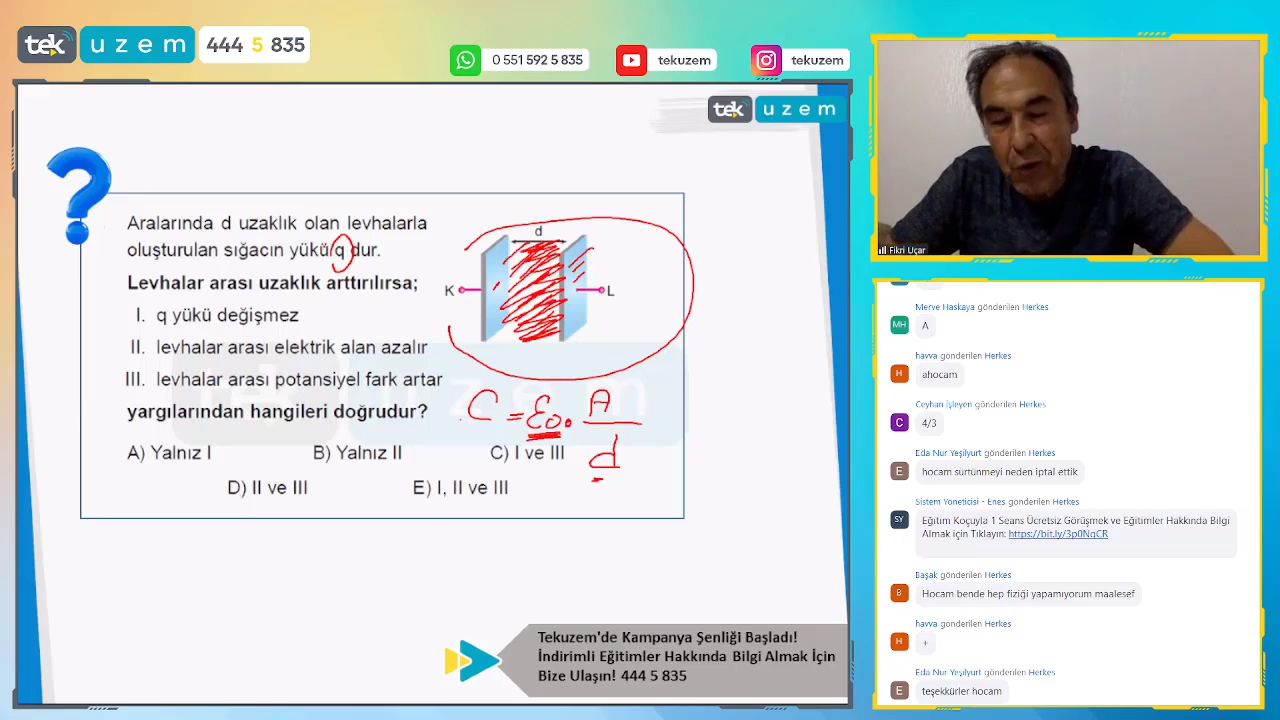 tek uzem 444 5 835
0 551 592 5 835
tekuzem
tekuzem
tek uzem
?
Aralarında d uzaklık olan levhalarla
oluşturulan sığacın yükü q dur.
Levhalar arası uzaklık arttırılırsa;
I. q yükü değişmez
II. levhalar arası elektrik alan azalır
III. levhalar arası potansiyel fark artar
yargılarından hangileri doğrudur?
A) Yalnız I B) Yalnız II C) I ve III
D) II ve III E) I, II ve III
d
K L
C = ε₀ . A / d
Tekuzem'de Kampanya Şenliği Başladı!
İndirimli Eğitimler Hakkında Bilgi Almak İçin
Bize Ulaşın! 444 5 835
Fikri Uçar
Merve Haskaya gönderilen Herkes
MH A
havva gönderilen Herkes
H ahocam
Ceyhan İşleyen gönderilen Herkes
C 4/3
Eda Nur Yeşilyurt gönderilen Herkes
E hocam sürtünmeyi neden iptal ettik
Sistem Yoneticisi - Enes gönderilen Herkes
SY Eğitim Koçuyla 1 Seans Ücretsiz Görüşmek ve Eğitimler Hakkında Bilgi
Almak için Tıklayın: https://bit.ly/3p0NqCR
Başak gönderilen Herkes
B Hocam bende hep fiziği yapamıyorum maalesef
havva gönderilen Herkes
H +
Eda Nur Yeşilyurt gönderilen Herkes
E teşekkürler hocam